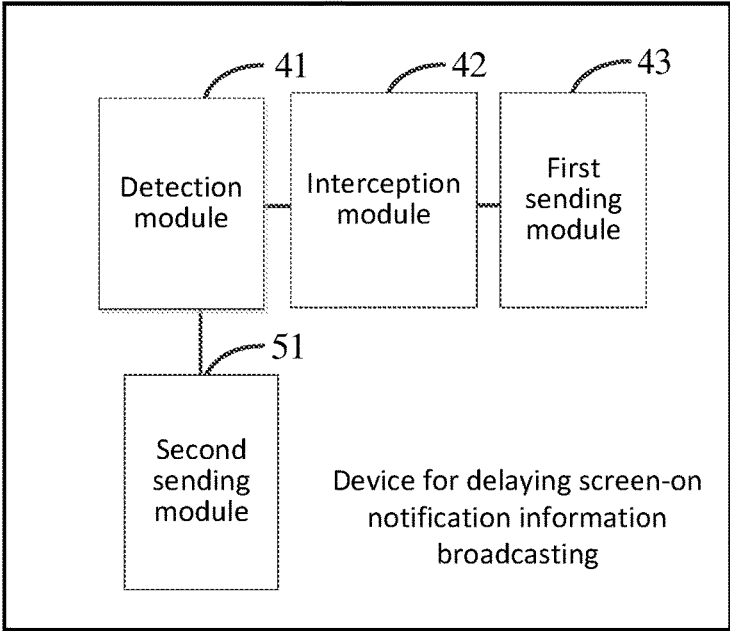 41
42
43
Detection
module
Interception
module
First
sending
module
51
Second
sending
module
Device for delaying screen-on
notification information
broadcasting